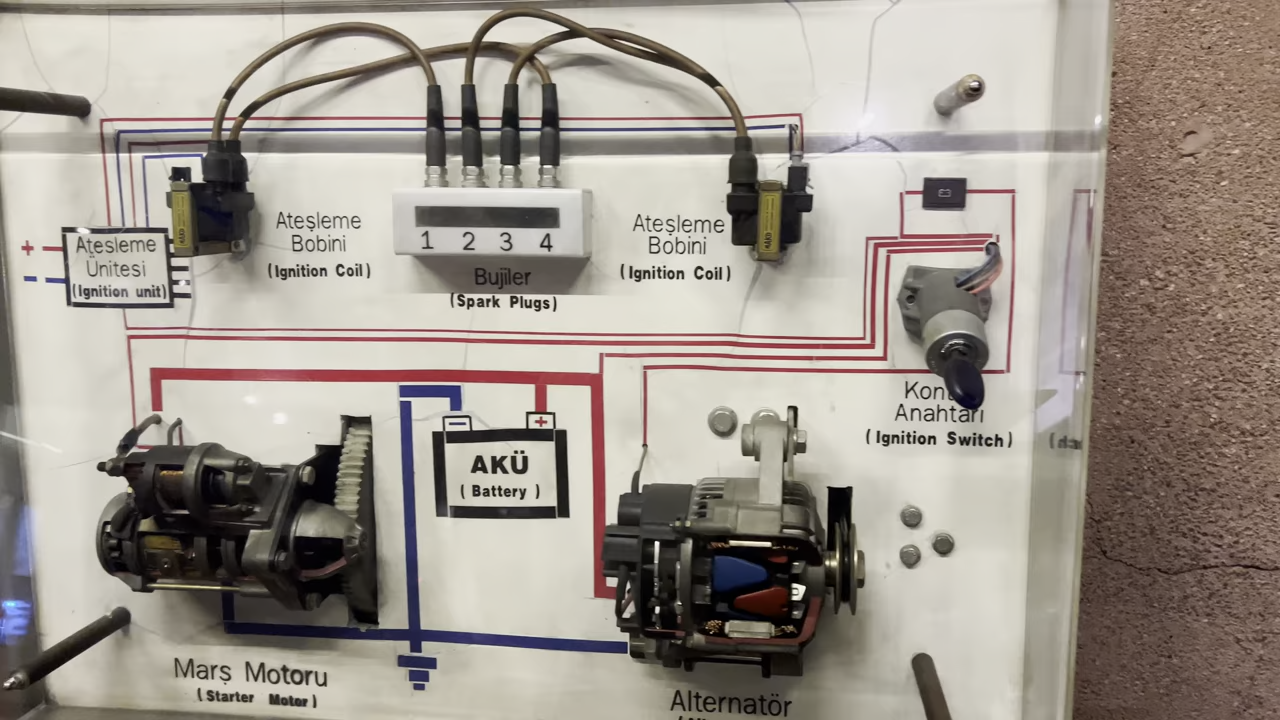 Ateşleme
Bobini
(Ignition Coil)
1 2 3 4
Bujiler
(Spark Plugs)
Ateşleme
Bobini
(Ignition Coil)
+
Atesleme
Ünitesi
(Ignition unit)
-
Anahtarı
(Ignition Switch)
- +
AKÜ
(Battery)
Marş Motoru
(Starter Motor)
Alternatör